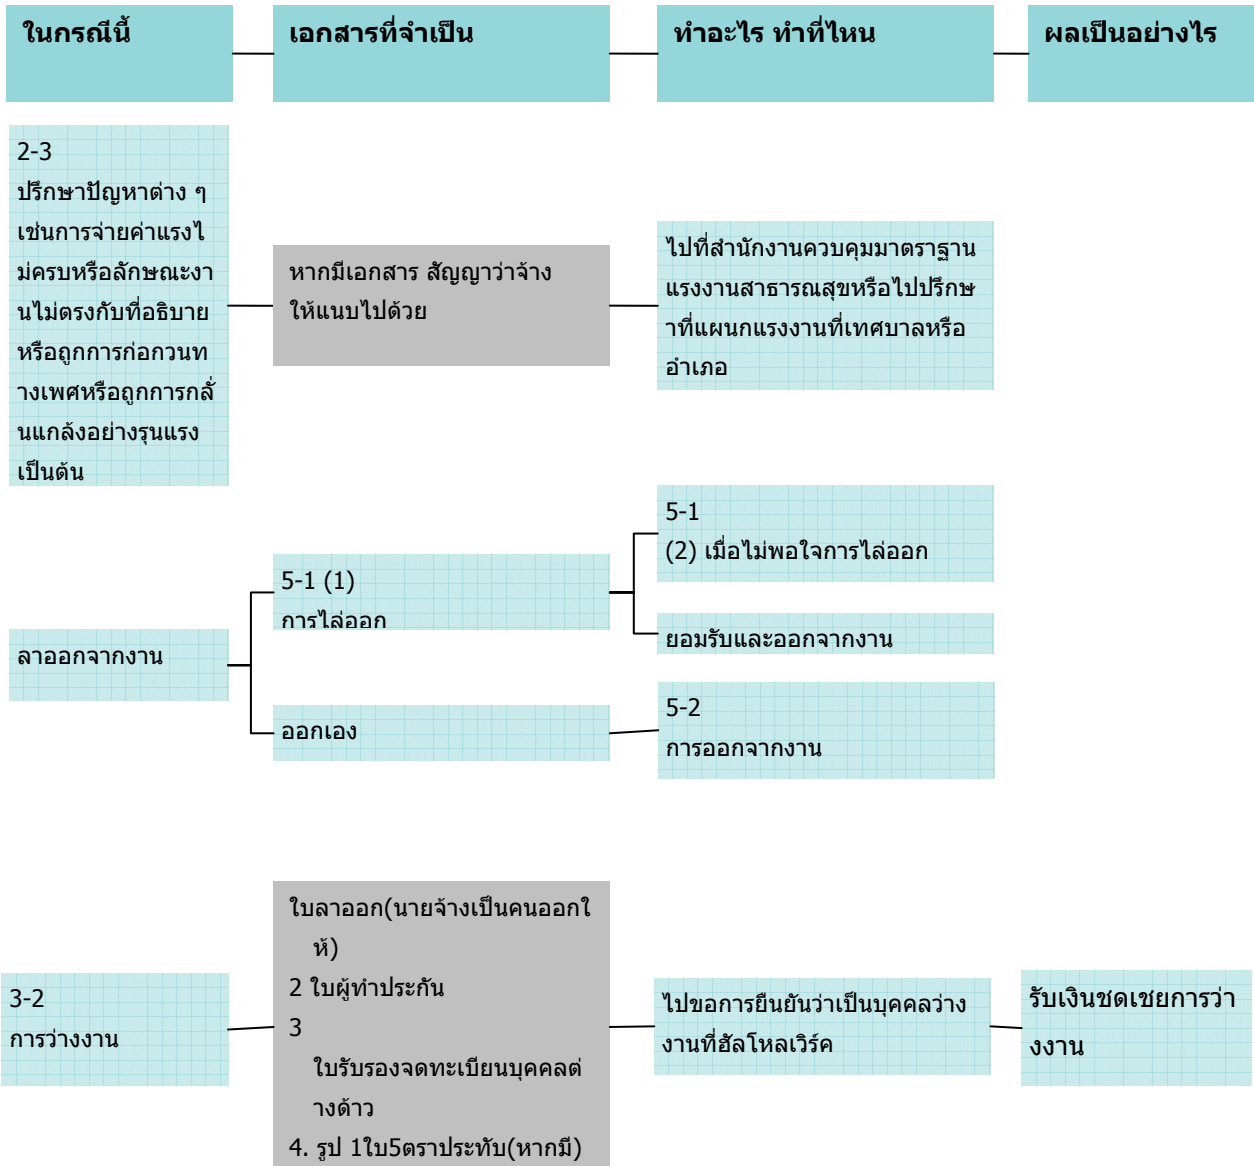 ในกรณีนี้
เอกสารที่จำเป็น
ทำอะไร ทำที่ไหน
ผลเป็นอย่างไร
2-3
ปรึกษาปัญหาต่าง ๆ
เช่นการจ่ายค่าแรงไ
ม่ครบหรือลักษณะงา
นไม่ตรงกับที่อธิบาย
หรือถูกการก่อกวนท
างเพศหรือถูกการกลั่
นแกล้งอย่างรุนแรง
เป็นต้น
หากมีเอกสาร สัญญาว่าจ้าง
ให้แนบไปด้วย
ไปที่สำนักงานควบคุมมาตราฐาน
แรงงานสาธารณสุขหรือไปปรึกษ
าที่แผนกแรงงานที่เทศบาลหรือ
อำเภอ
ลาออกจากงาน
5-1 (1)
การไล่ออก
ออกเอง
5-1
(2) เมื่อไม่พอใจการไล่ออก
ยอมรับและออกจากงาน
5-2
การออกจากงาน
3-2
การว่างงาน
ใบลาออก(นายจ้างเป็นคนออกใ
ห้)
2 ใบผู้ทำประกัน
3
ใบรับรองจดทะเบียนบุคคลต่
างด้าว
4. รูป 1ใบ5ตราประทับ(หากมี)
ไปขอการยืนยันว่าเป็นบุคคลว่าง
งานที่ฮัลโหลเวิร์ค
รับเงินชดเชยการว่า
งงาน